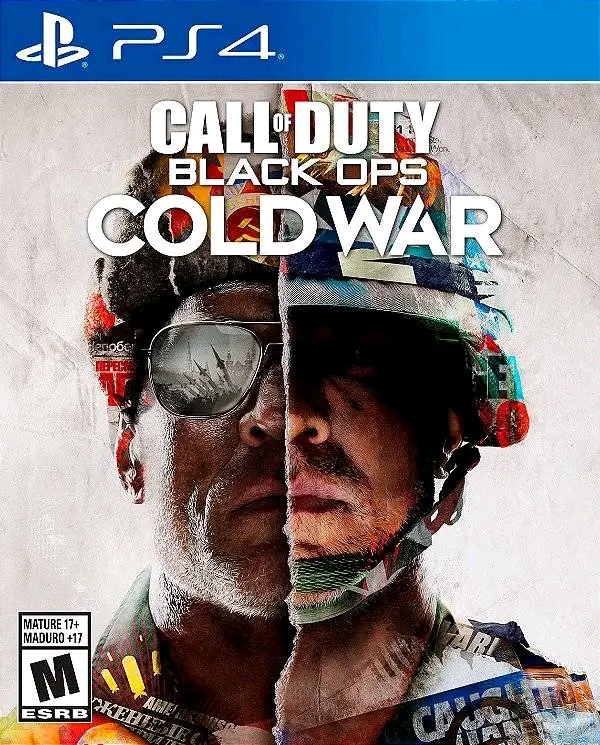 PS4
CALL OF DUTY
BLACK OPS
COLD WAR
MATURE 17+
MADURO +17
M
ESRB